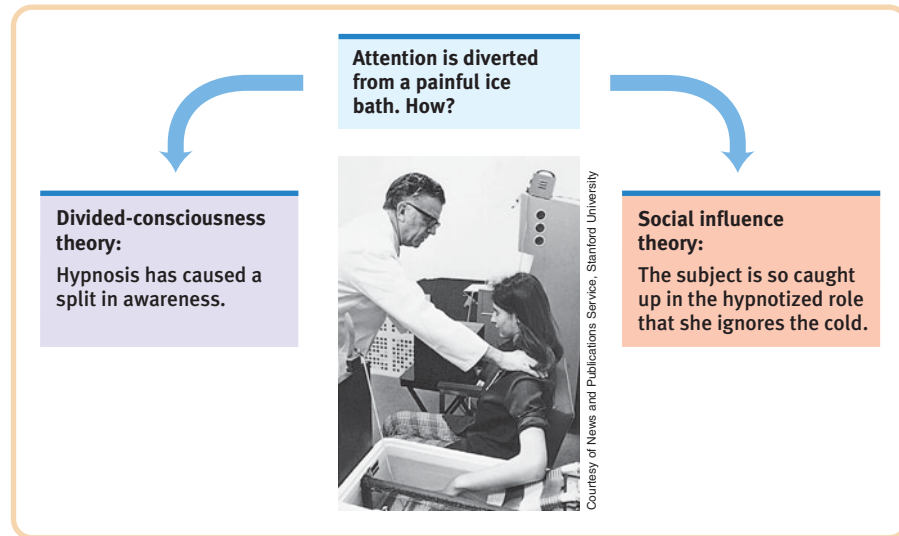 Attention is diverted
from a painful ice
bath. How?
Divided-consciousness
theory:
Hypnosis has caused a
split in awareness.
Social influence
theory:
The subject is so caught
up in the hypnotized role
that she ignores the cold.
Courtesy of News and Publications Service, Stanford University